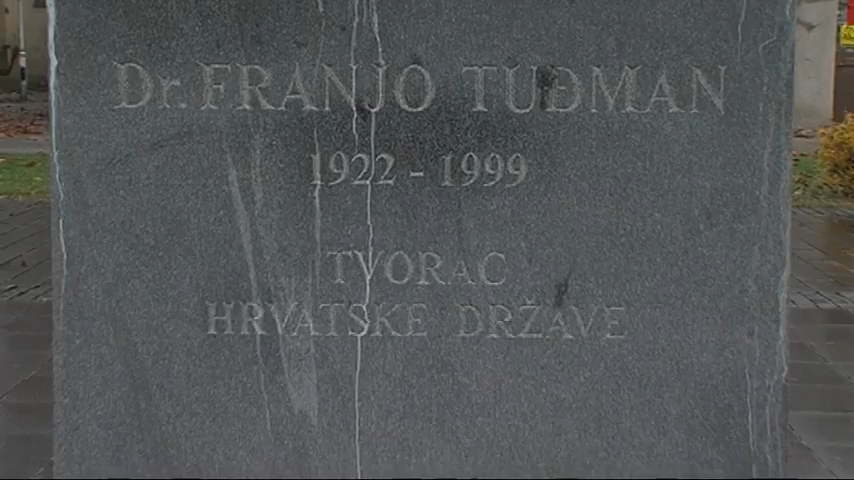 Dr. FRANJO TUĐMAN
1922 - 1999
TVORAC
HRVATSKE DRŽAVE